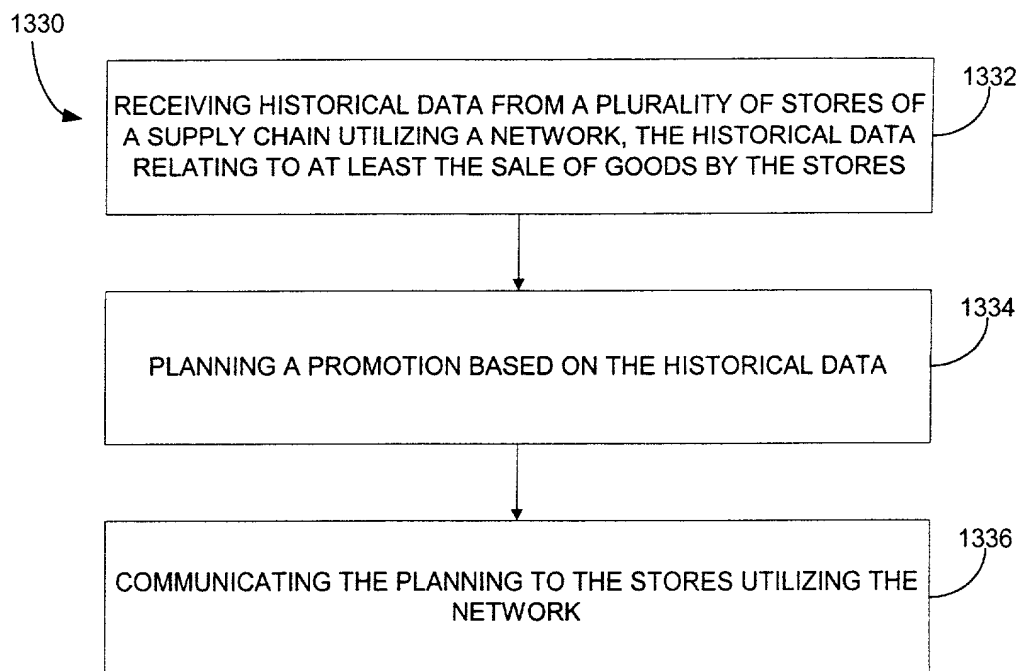 1330
1332
RECEIVING HISTORICAL DATA FROM A PLURALITY OF STORES OF
A SUPPLY CHAIN UTILIZING A NETWORK, THE HISTORICAL DATA
RELATING TO AT LEAST THE SALE OF GOODS BY THE STORES
1334
PLANNING A PROMOTION BASED ON THE HISTORICAL DATA
1336
COMMUNICATING THE PLANNING TO THE STORES UTILIZING THE
NETWORK